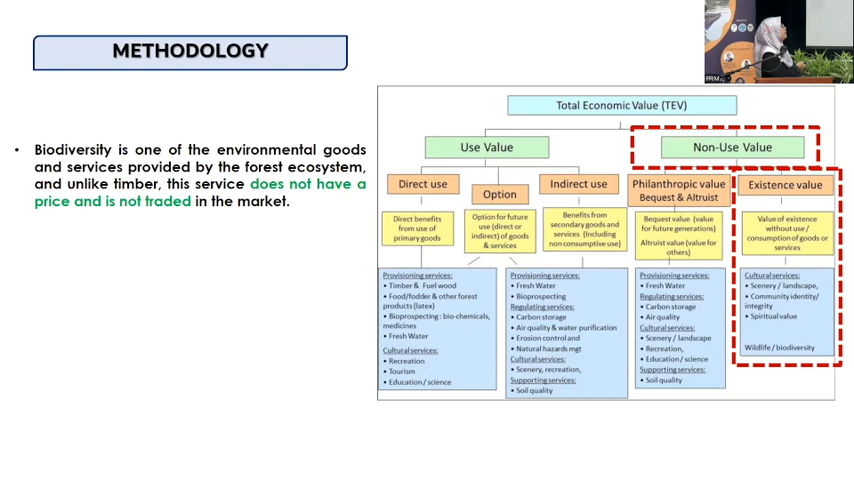 METHODOLOGY
• Biodiversity is one of the environmental goods
and services provided by the forest ecosystem,
and unlike timber, this service does not have a
price and is not traded in the market.
Total Economic Value (TEV)
Use Value
Non-Use Value
Direct use
Option
Indirect use
Philanthropic value
Bequest & Altruist
Existence value
Direct benefits
from use of
primary goods
Option for future
use (direct or
indirect) of goods
& services
Benefits from
secondary goods and
services (Including
non consumptive use)
Bequest value (value
for future generations)
Altruist value (value for
others)
Value of existence
without use /
consumption of goods or
services
Provisioning services:
• Timber & Fuel wood
• Food/fodder & other forest
products (latex)
• Bioprospecting : bio-chemicals,
medicines
• Fresh Water
Cultural services:
• Recreation
• Tourism
• Education / science
Provisioning services:
• Fresh Water
• Bioprospecting
Regulating services:
• Carbon storage
• Air quality & water purification
• Erosion control and
• Natural hazards mgt
Cultural services:
• Scenery, recreation,
Supporting services:
• Soil quality
Provisioning services:
• Fresh Water
Regulating services:
• Carbon storage
• Air quality
Cultural services:
• Scenery / landscape
• Recreation,
• Education / science
Supporting services:
• Soil quality
Cultural services:
• Scenery / landscape,
• Community identity/
integrity
• Spiritual value
Wildlife / biodiversity